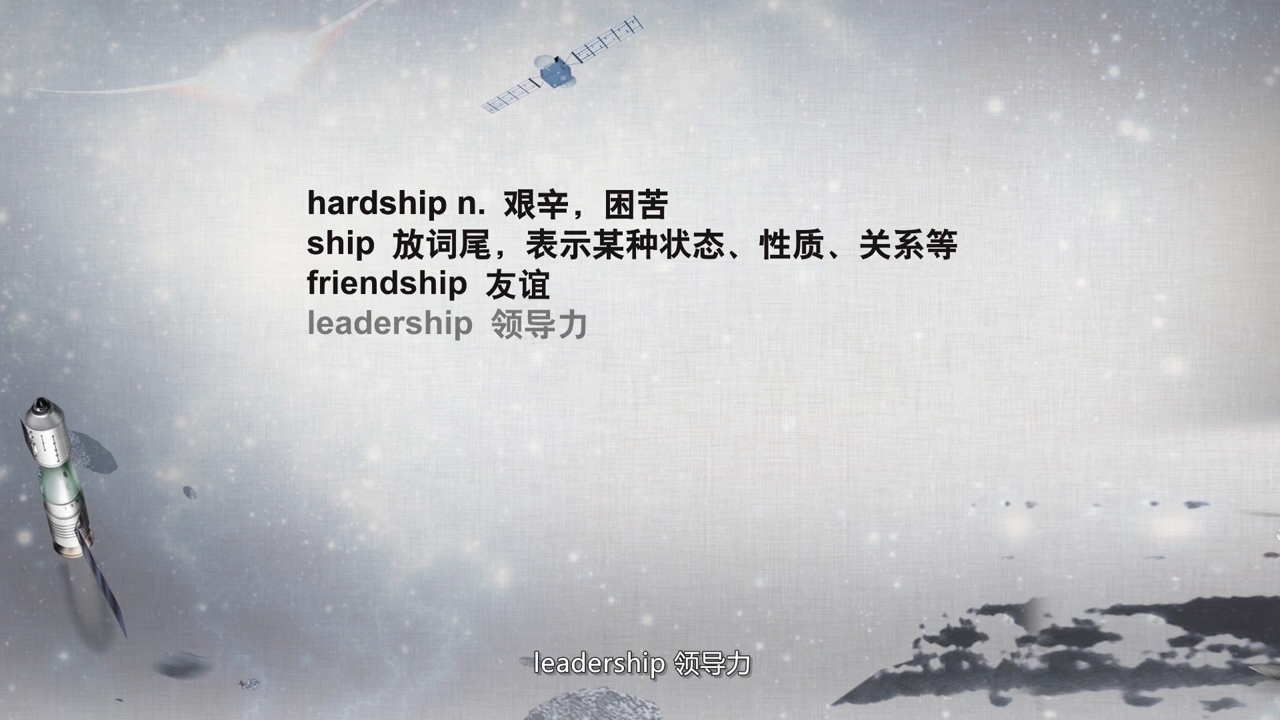 hardship n. 艰辛，困苦
ship 放词尾，表示某种状态、性质、关系等
friendship 友谊
leadership 领导力
leadership 领导力